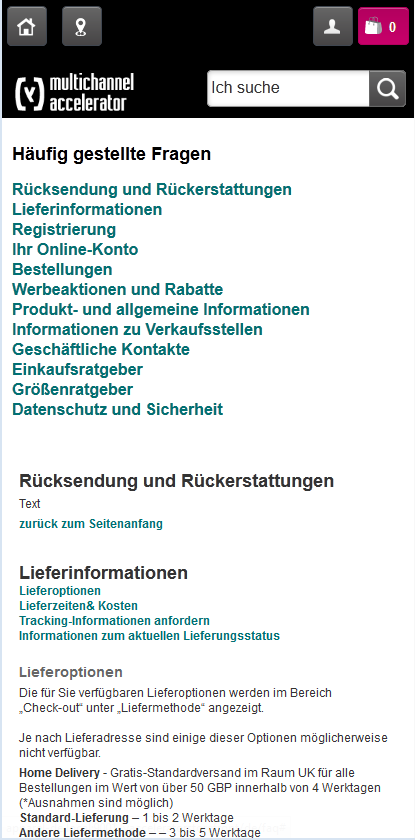 0
multichannel
accelerator
Ich suche
Häufig gestellte Fragen
Rücksendung und Rückerstattungen
Lieferinformationen
Registrierung
Ihr Online-Konto
Bestellungen
Werbeaktionen und Rabatte
Produkt- und allgemeine Informationen
Informationen zu Verkaufsstellen
Geschäftliche Kontakte
Einkaufsratgeber
Größenratgeber
Datenschutz und Sicherheit
Rücksendung und Rückerstattungen
Text
zurück zum Seitenanfang
Lieferinformationen
Lieferoptionen
Lieferzeiten& Kosten
Tracking-Informationen anfordern
Informationen zum aktuellen Lieferungsstatus
Lieferoptionen
Die für Sie verfügbaren Lieferoptionen werden im Bereich
„Check-out“ unter „Liefermethode“ angezeigt.
Je nach Lieferadresse sind einige dieser Optionen möglicherweise
nicht verfügbar.
Home Delivery - Gratis-Standardversand im Raum UK für alle
Bestellungen im Wert von über 50 GBP innerhalb von 4 Werktagen
(*Ausnahmen sind möglich)
Standard-Lieferung – 1 bis 2 Werktage
Andere Liefermethode – – 3 bis 5 Werktage